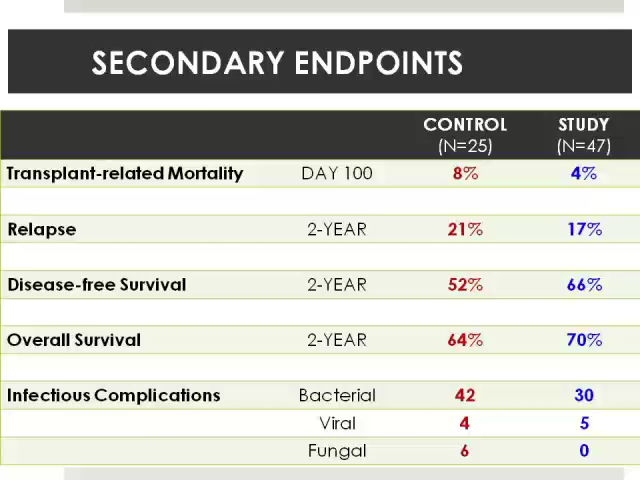 SECONDARY ENDPOINTS
CONTROL STUDY
(N=25) (N=47)
Transplant-related Mortality DAY 100 8% 4%
Relapse 2-YEAR 21% 17%
Disease-free Survival 2-YEAR 52% 66%
Overall Survival 2-YEAR 64% 70%
Infectious Complications Bacterial 42 30
Viral 4 5
Fungal 6 0